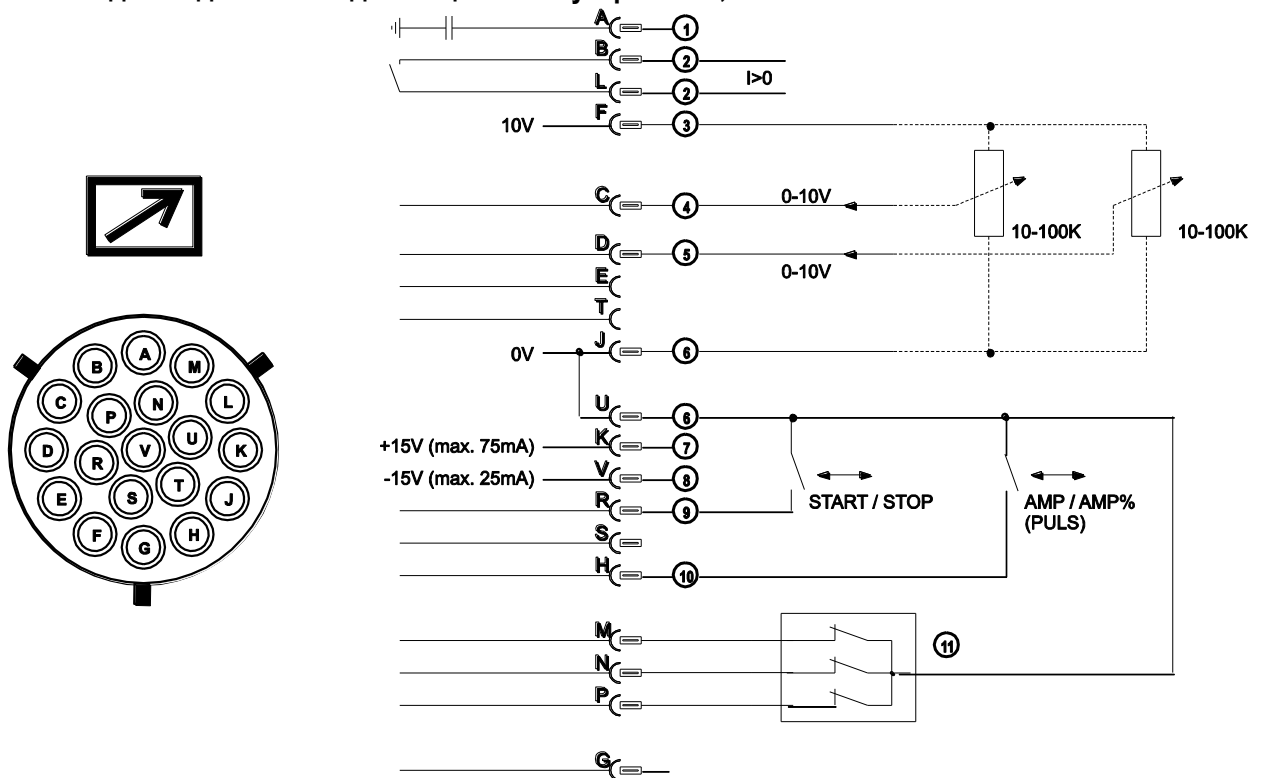 A 1
B 2
I>0
L 2
F
10V 3
C 4 0-10V
10-100K 10-100K
D 5
0-10V
E
T
J
0V 6
U 6
+15V (max. 75mA) K 7
-15V (max. 25mA) V 8
START / STOP AMP / AMP%
(PULS)
R 9
S
H 10
M 11
N
P
G
A
B M
C N L
P
U
D V K
R
T
E S J
F H
G